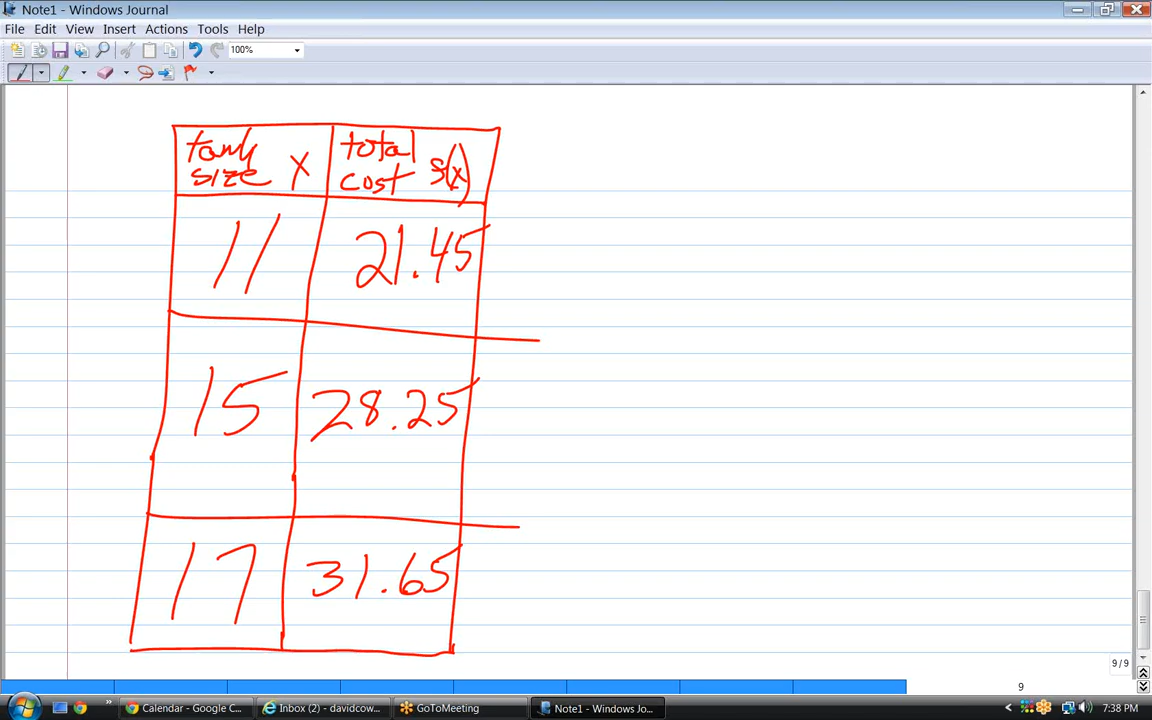 Note1 - Windows Journal
File Edit View Insert Actions Tools Help
100%
tank size x total cost s(x)
11 21.45
15 28.25
17 31.65
9 / 9
9
Calendar - Google C... Inbox (2) - davidcow... GoToMeeting Note1 - Windows Jo... 7:38 PM